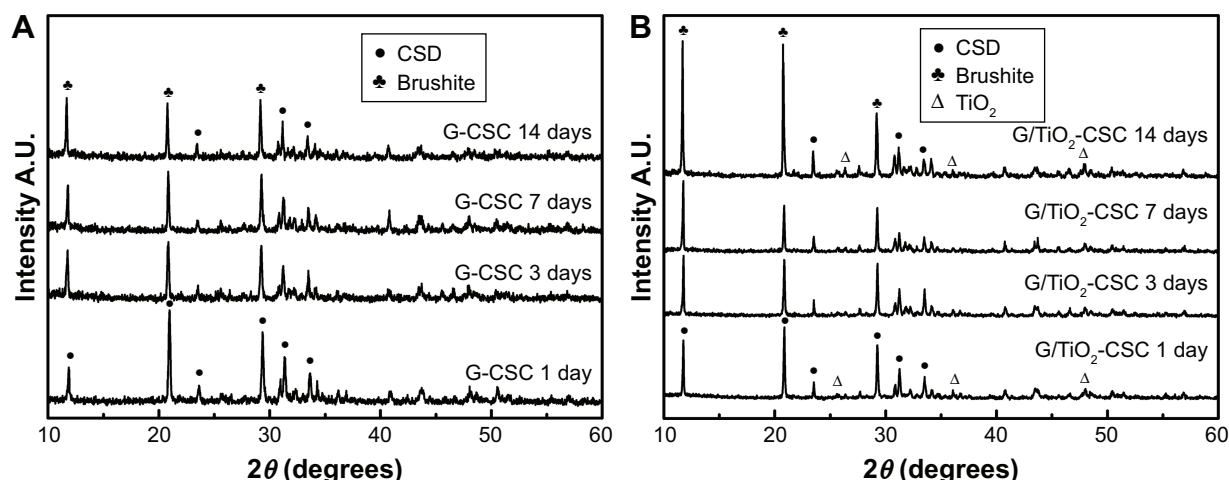 A
CSD
Brushite
G-CSC 14 days
G-CSC 7 days
G-CSC 3 days
G-CSC 1 day
Intensity A.U.
10 20 30 40 50 60
2θ (degrees)
B
CSD
Brushite
TiO2
G/TiO2-CSC 14 days
G/TiO2-CSC 7 days
G/TiO2-CSC 3 days
G/TiO2-CSC 1 day
Intensity A.U.
10 20 30 40 50 60
2θ (degrees)